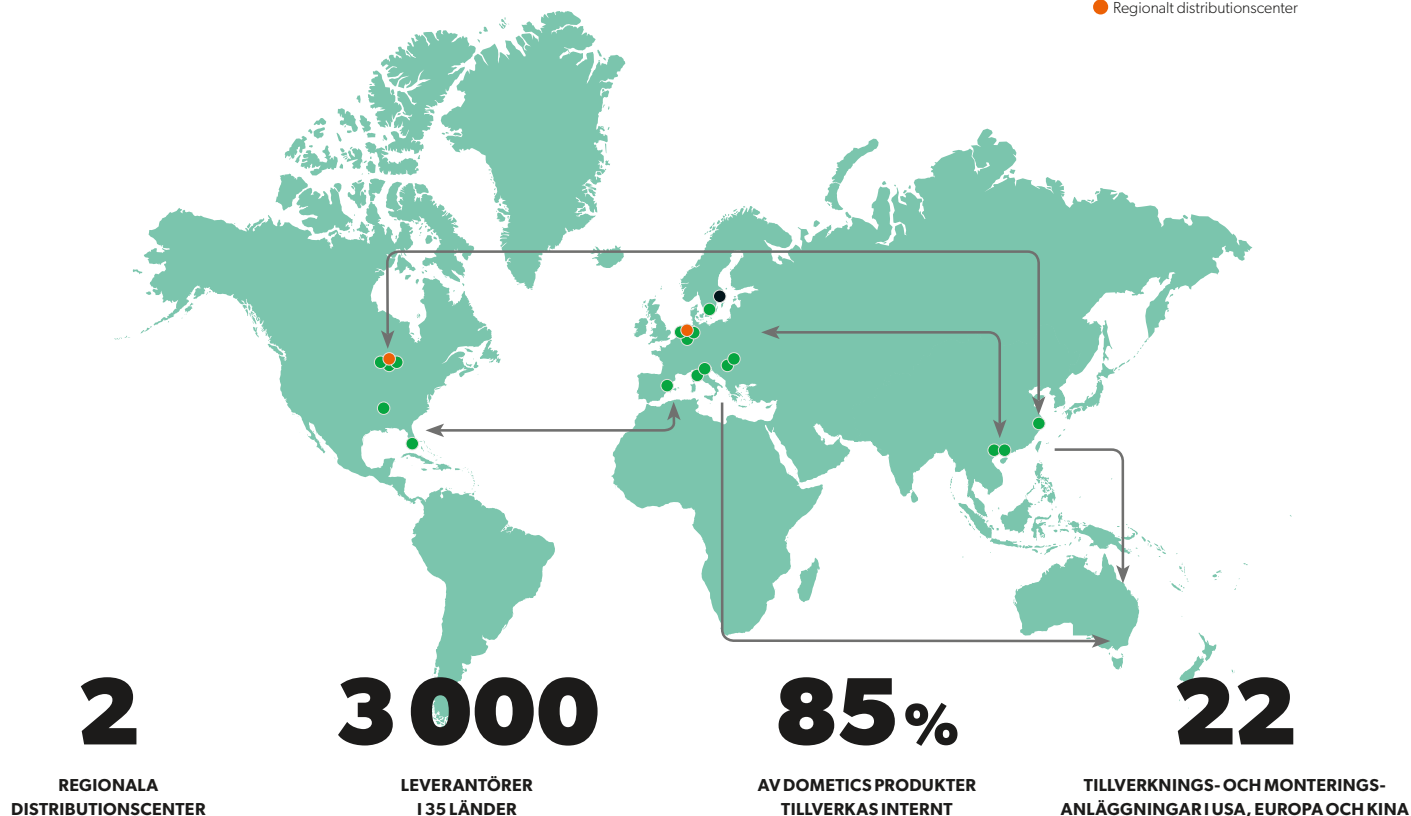 Regionalt distributionscenter
2
REGIONALA
DISTRIBUTIONSCENTER
3 000
LEVERANTÖRER
I 35 LÄNDER
85 %
AV DOMETICS PRODUKTER
TILLVERKAS INTERNT
22
TILLVERKNINGS- OCH MONTERINGS-
ANLÄGGNINGAR I USA, EUROPA OCH KINA